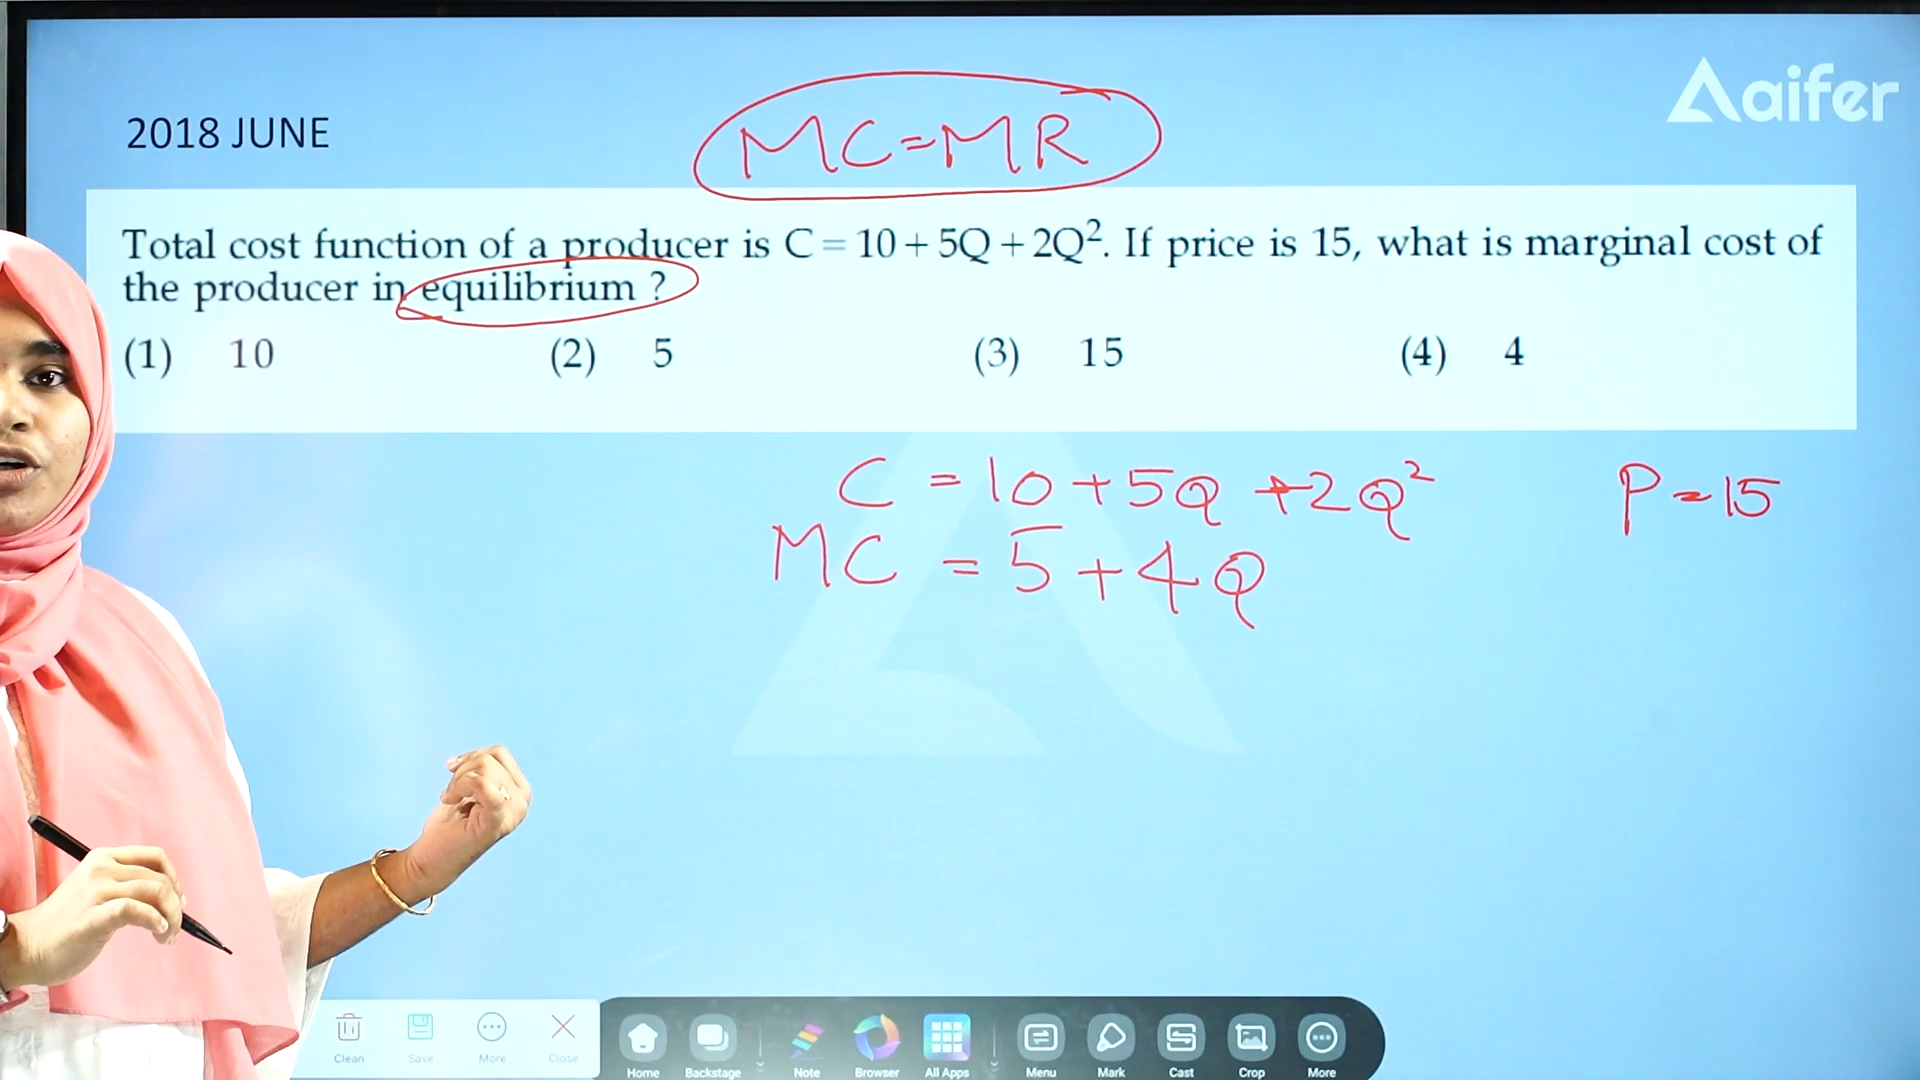 aifer
2018 JUNE
MC=MR
Total cost function of a producer is C = 10 + 5Q + 2Q². If price is 15, what is marginal cost of
the producer in equilibrium ?
(1) 10 (2) 5 (3) 15 (4) 4
C = 10 + 5Q + 2Q² P = 15
MC = 5 + 4Q
Clean Save More Close Home Backstage Note Browser All Apps Menu Mark Cast Crop More